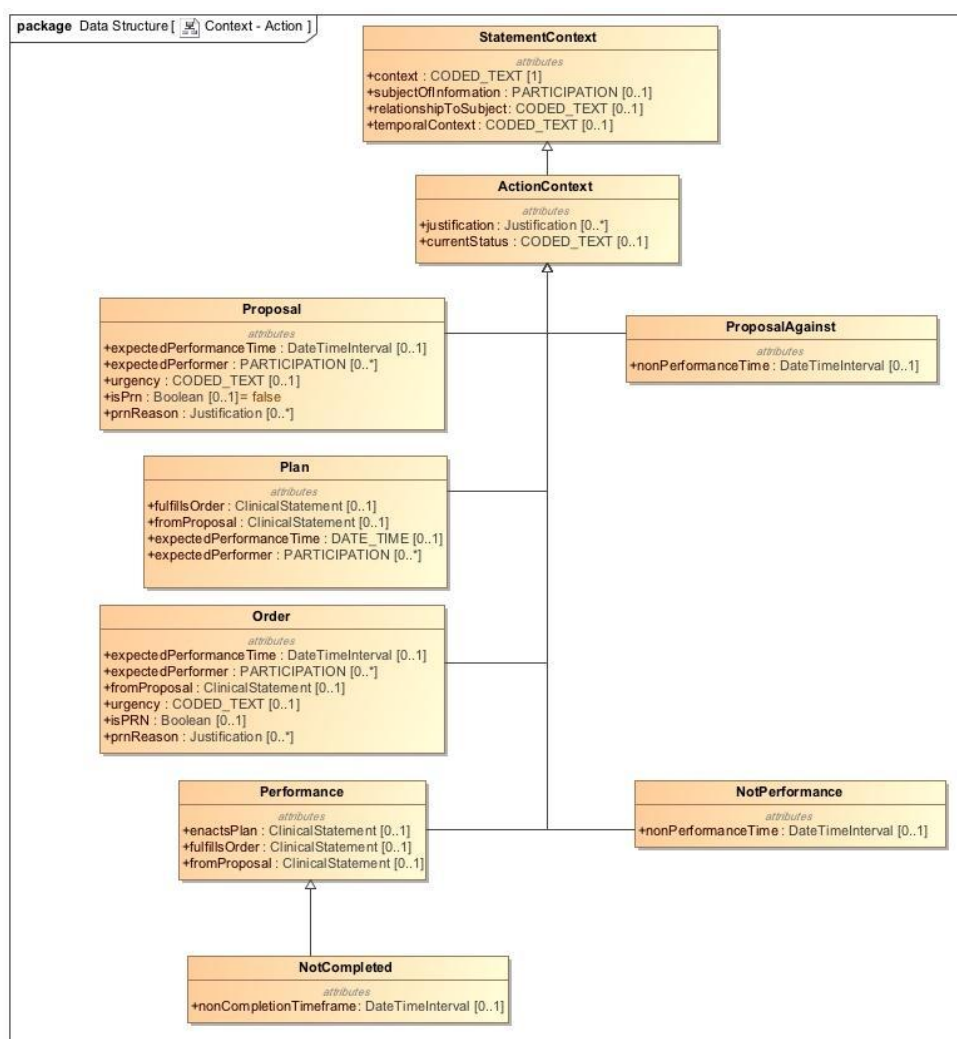 package Data Structure [ Context - Action ]
StatementContext
attributes
+context : CODED_TEXT [1]
+subjectOfInformation : PARTICIPATION [0..1]
+relationshipToSubject : CODED_TEXT [0..1]
+temporalContext : CODED_TEXT [0..1]
ActionContext
attributes
+justification : Justification [0..*]
+currentStatus : CODED_TEXT [0..1]
Proposal
attributes
+expectedPerformanceTime : DateTimeInterval [0..1]
+expectedPerformer : PARTICIPATION [0..*]
+urgency : CODED_TEXT [0..1]
+isPrn : Boolean [0..1]= false
+prnReason : Justification [0..*]
ProposalAgainst
attributes
+nonPerformanceTime : DateTimeInterval [0..1]
Plan
attributes
+fulfillsOrder : ClinicalStatement [0..1]
+fromProposal : ClinicalStatement [0..1]
+expectedPerformanceTime : DATE_TIME [0..1]
+expectedPerformer : PARTICIPATION [0..*]
Order
attributes
+expectedPerformanceTime : DateTimeInterval [0..1]
+expectedPerformer : PARTICIPATION [0..*]
+fromProposal : ClinicalStatement [0..1]
+urgency : CODED_TEXT [0..1]
+isPRN : Boolean [0..1]
+prnReason : Justification [0..*]
Performance
attributes
+enactsPlan : ClinicalStatement [0..1]
+fulfillsOrder : ClinicalStatement [0..1]
+fromProposal : ClinicalStatement [0..1]
NotPerformance
attributes
+nonPerformanceTime : DateTimeInterval [0..1]
NotCompleted
attributes
+nonCompletionTimeframe : DateTimeInterval [0..1]